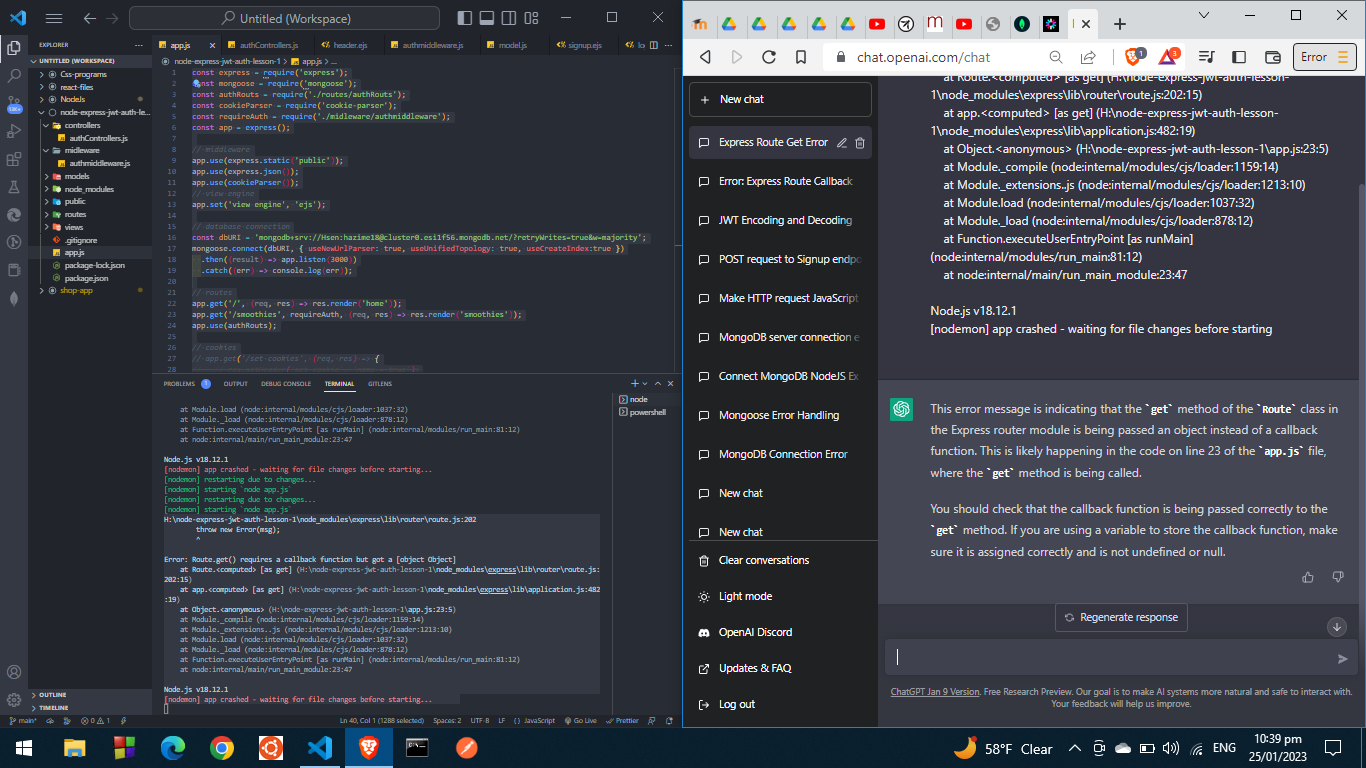 Untitled (Workspace)
EXPLORER
UNTITLED (WORKSPACE)
Css-programs
react-files
NodeJs
node-express-jwt-auth-le...
controllers
authControllers.js
midleware
authmiddleware.js
models
node_modules
public
routes
views
.gitignore
app.js
package-lock.json
package.json
shop-app
OUTLINE
TIMELINE
app.js
authControllers.js
header.ejs
authmiddleware.js
model.js
signup.ejs
node-express-jwt-auth-lesson-1 > app.js > ...
1 const express = require('express');
2 const mongoose = require('mongoose');
3 const authRouts = require('./routes/authRouts');
4 const cookieParser = require('cookie-parser');
5 const requireAuth = require('./midleware/authmiddleware');
6 const app = express();
7
8 // middleware
9 app.use(express.static('public'));
10 app.use(express.json());
11 app.use(cookieParser());
12 // view engine
13 app.set('view engine', 'ejs');
14
15 // database connection
16 const dbURI = 'mongodb+srv://Hsen:hazime18@cluster0.esi1f56.mongodb.net/?retryWrites=true&w=majority';
17 mongoose.connect(dbURI, { useNewUrlParser: true, useUnifiedTopology: true, useCreateIndex:true })
18 .then((result) => app.listen(3000))
19 .catch((err) => console.log(err));
20
21 // routes
22 app.get('/', (req, res) => res.render('home'));
23 app.get('/smoothies', requireAuth, (req, res) => res.render('smoothies'));
24 app.use(authRouts);
25
26 // cookies
27 // app.get('/set-cookies', (req, res) => {
28
PROBLEMS 1 OUTPUT DEBUG CONSOLE TERMINAL GITLENS
node
powershell
at Module.load (node:internal/modules/cjs/loader:1037:32)
at Module._load (node:internal/modules/cjs/loader:878:12)
at Function.executeUserEntryPoint [as runMain] (node:internal/modules/run_main:81:12)
at node:internal/main/run_main_module:23:47
Node.js v18.12.1
[nodemon] app crashed - waiting for file changes before starting...
[nodemon] restarting due to changes...
[nodemon] starting `node app.js`
[nodemon] restarting due to changes...
[nodemon] starting `node app.js`
H:\node-express-jwt-auth-lesson-1\node_modules\express\lib\router\route.js:202
throw new Error(msg);
^
Error: Route.get() requires a callback function but got a [object Object]
at Route.<computed> [as get] (H:\node-express-jwt-auth-lesson-1\node_modules\express\lib\router\route.js:
202:15)
at app.<computed> [as get] (H:\node-express-jwt-auth-lesson-1\node_modules\express\lib\application.js:482
:19)
at Object.<anonymous> (H:\node-express-jwt-auth-lesson-1\app.js:23:5)
at Module._compile (node:internal/modules/cjs/loader:1159:14)
at Module._extensions..js (node:internal/modules/cjs/loader:1213:10)
at Module.load (node:internal/modules/cjs/loader:1037:32)
at Module._load (node:internal/modules/cjs/loader:878:12)
at Function.executeUserEntryPoint [as runMain] (node:internal/modules/run_main:81:12)
at node:internal/main/run_main_module:23:47
Node.js v18.12.1
[nodemon] app crashed - waiting for file changes before starting...
main* 0 1 Ln 40, Col 1 (1288 selected) Spaces: 2 UTF-8 LF {} JavaScript Go Live Prettier
chat.openai.com/chat
1
3
Error
New chat
Express Route Get Error
Error: Express Route Callback
JWT Encoding and Decoding
POST request to Signup endpo
Make HTTP request JavaScript
MongoDB server connection e
Connect MongoDB NodeJS Ex
Mongoose Error Handling
MongoDB Connection Error
New chat
New chat
Clear conversations
Light mode
OpenAI Discord
Updates & FAQ
Log out
at Route.<computed> [as get] (H:\node-express-jwt-auth-lesson-
1\node_modules\express\lib\router\route.js:202:15)
at app.<computed> [as get] (H:\node-express-jwt-auth-lesson-
1\node_modules\express\lib\application.js:482:19)
at Object.<anonymous> (H:\node-express-jwt-auth-lesson-1\app.js:23:5)
at Module._compile (node:internal/modules/cjs/loader:1159:14)
at Module._extensions..js (node:internal/modules/cjs/loader:1213:10)
at Module.load (node:internal/modules/cjs/loader:1037:32)
at Module._load (node:internal/modules/cjs/loader:878:12)
at Function.executeUserEntryPoint [as runMain]
(node:internal/modules/run_main:81:12)
at node:internal/main/run_main_module:23:47
Node.js v18.12.1
[nodemon] app crashed - waiting for file changes before starting
This error message is indicating that the `get` method of the `Route` class in
the Express router module is being passed an object instead of a callback
function. This is likely happening in the code on line 23 of the `app.js` file,
where the `get` method is being called.
You should check that the callback function is being passed correctly to the
`get` method. If you are using a variable to store the callback function, make
sure it is assigned correctly and is not undefined or null.
Regenerate response
ChatGPT Jan 9 Version. Free Research Preview. Our goal is to make AI systems more natural and safe to interact with.
Your feedback will help us improve.
58°F Clear
ENG
10:39 pm
25/01/2023